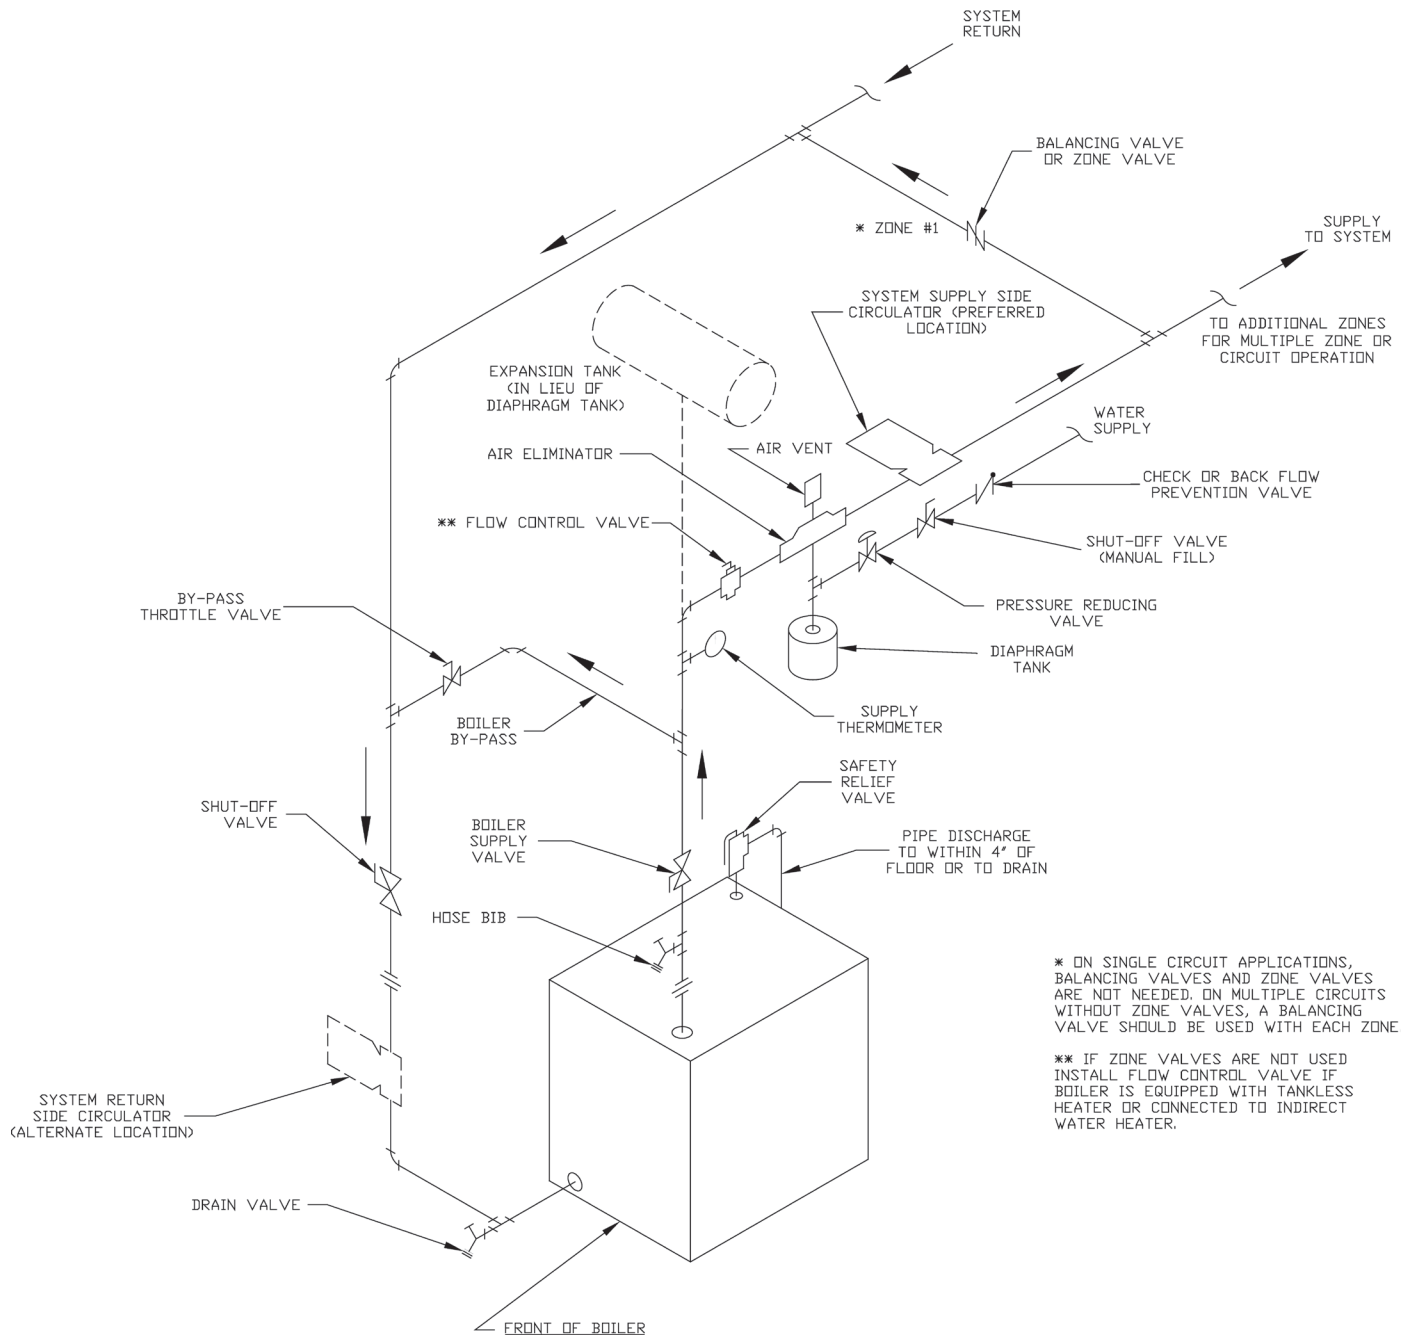 SYSTEM
RETURN
BALANCING VALVE
OR ZONE VALVE
* ZONE #1
SUPPLY
TO SYSTEM
SYSTEM SUPPLY SIDE
CIRCULATOR (PREFERRED
LOCATION)
TO ADDITIONAL ZONES
FOR MULTIPLE ZONE OR
CIRCUIT OPERATION
EXPANSION TANK
(IN LIEU OF
DIAPHRAGM TANK)
WATER
SUPPLY
AIR VENT
AIR ELIMINATOR
CHECK OR BACK FLOW
PREVENTION VALVE
** FLOW CONTROL VALVE
SHUT-OFF VALVE
(MANUAL FILL)
BY-PASS
THROTTLE VALVE
PRESSURE REDUCING
VALVE
DIAPHRAGM
TANK
BOILER
BY-PASS
SUPPLY
THERMOMETER
SAFETY
RELIEF
VALVE
SHUT-OFF
VALVE
BOILER
SUPPLY
VALVE
PIPE DISCHARGE
TO WITHIN 4" OF
FLOOR OR TO DRAIN
HOSE BIB
* ON SINGLE CIRCUIT APPLICATIONS,
BALANCING VALVES AND ZONE VALVES
ARE NOT NEEDED. ON MULTIPLE CIRCUITS
WITHOUT ZONE VALVES, A BALANCING
VALVE SHOULD BE USED WITH EACH ZONE.
** IF ZONE VALVES ARE NOT USED
INSTALL FLOW CONTROL VALVE IF
BOILER IS EQUIPPED WITH TANKLESS
HEATER OR CONNECTED TO INDIRECT
WATER HEATER.
SYSTEM RETURN
SIDE CIRCULATOR
(ALTERNATE LOCATION)
DRAIN VALVE
FRONT OF BOILER